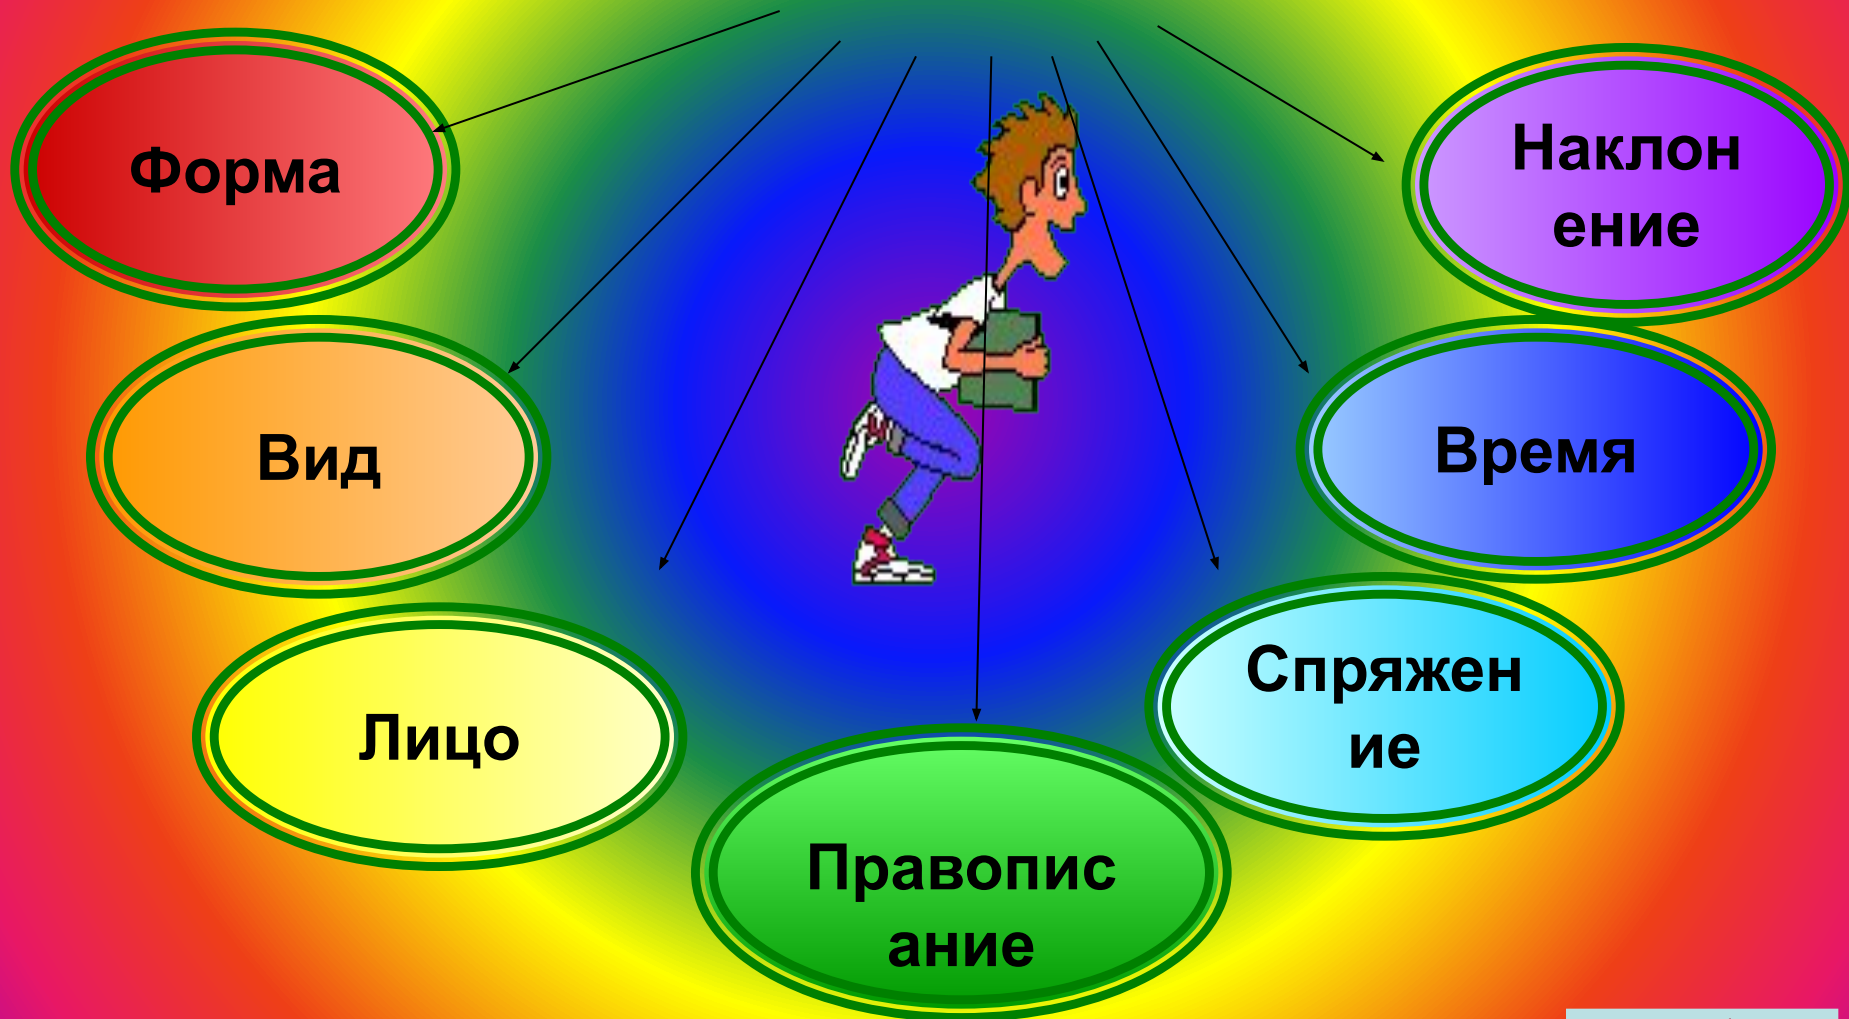 Форма
Наклон
ение
Вид
Время
Лицо
Спряжен
ие
Правопис
ание